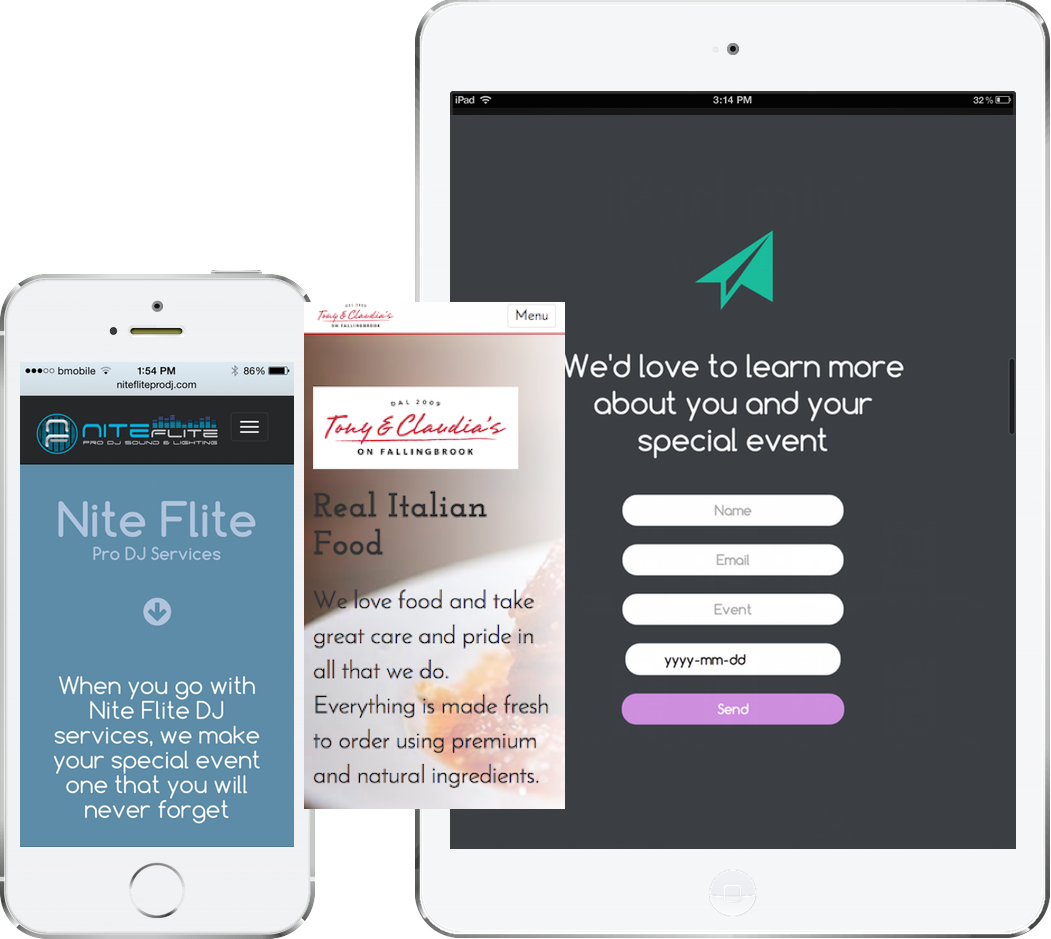 iPad 3:14 PM 32%
We'd love to learn more
about you and your
special event
Name
Email
Event
yyyy-mm-dd
Send
bmobile 1:54 PM 86%
nitefliteprodj.com
NF NITEFLITE
PRO DJ SOUND & LIGHTING
Nite Flite
Pro DJ Services
When you go with
Nite Flite DJ
services, we make
your special event
one that you will
never forget
DAL 2009
Tony & Claudia's
ON FALLINGBROOK
Menu
DAL 2009
Tony & Claudia's
ON FALLINGBROOK
Real Italian
Food
We love food and take
great care and pride in
all that we do.
Everything is made fresh
to order using premium
and natural ingredients.